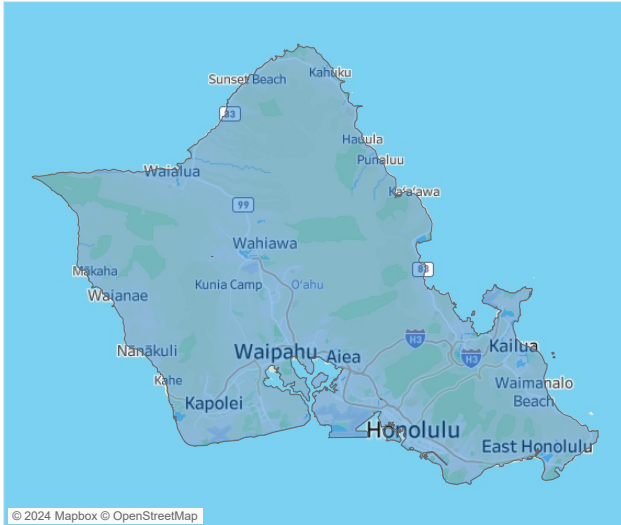 Kahuku
Sunset Beach
83
Hauula
Punaluu
Waialua
Ka‘a‘awa
99
Wahiawa
83
Mākaha
Kunia Camp
O‘ahu
Waianae
H3
Nānākuli
Waipahu
Aiea
H3
Kailua
Kahe
Waimanalo
Beach
Kapolei
Honolulu
East Honolulu
© 2024 Mapbox © OpenStreetMap